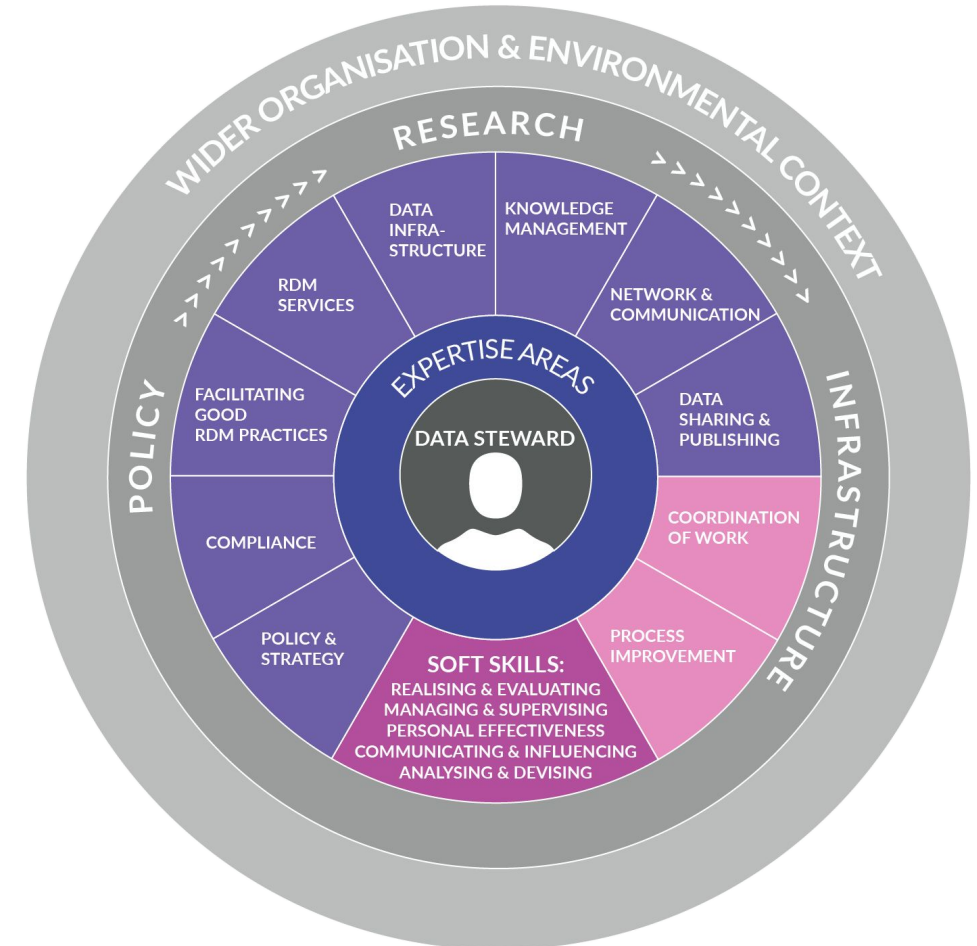 WIDER ORGANISATION & ENVIRONMENTAL CONTEXT
RESEARCH
>>>>>>>>>>
>>>>>>>>>>
POLICY
INFRASTRUCTURE
DATA
INFRA-
STRUCTURE
KNOWLEDGE
MANAGEMENT
RDM
SERVICES
NETWORK &
COMMUNICATION
FACILITATING
GOOD
RDM PRACTICES
DATA
SHARING &
PUBLISHING
EXPERTISE AREAS
DATA STEWARD
COMPLIANCE
COORDINATION
OF WORK
POLICY &
STRATEGY
PROCESS
IMPROVEMENT
SOFT SKILLS:
REALISING & EVALUATING
MANAGING & SUPERVISING
PERSONAL EFFECTIVENESS
COMMUNICATING & INFLUENCING
ANALYSING & DEVISING